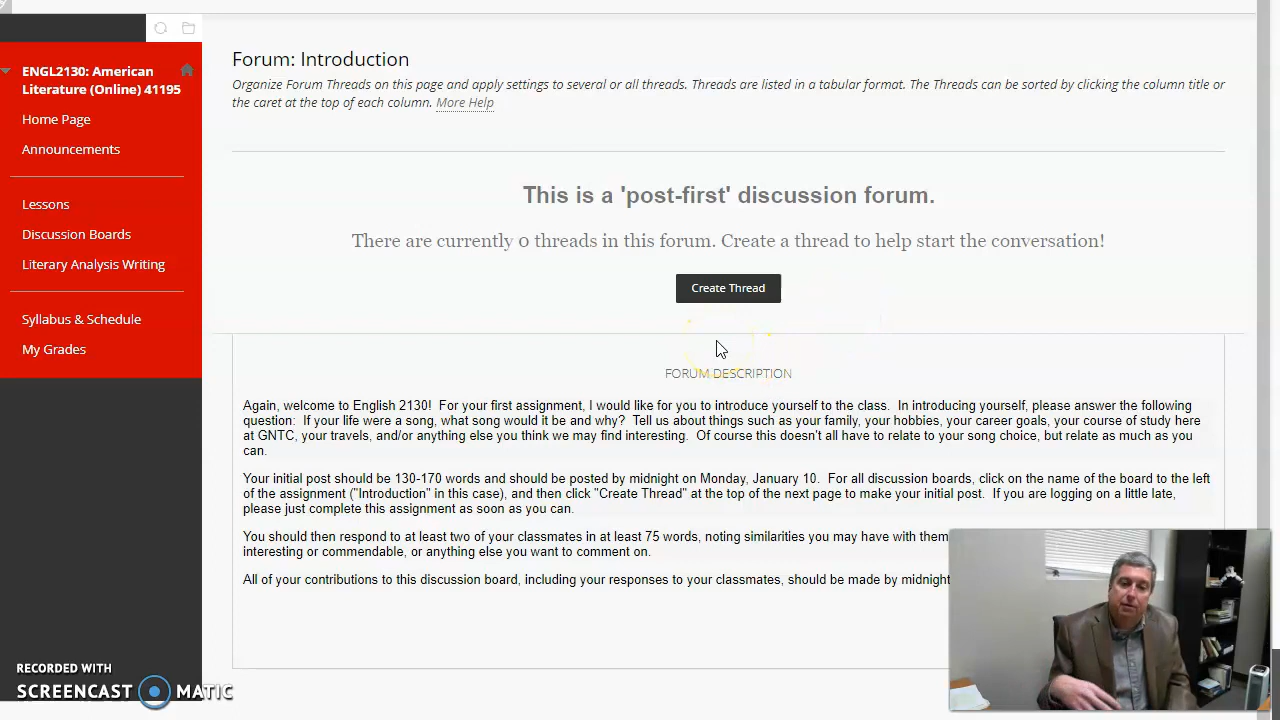 ENGL2130: American
Literature (Online) 41195
Home Page
Announcements
Lessons
Discussion Boards
Literary Analysis Writing
Syllabus & Schedule
My Grades
Forum: Introduction
Organize Forum Threads on this page and apply settings to several or all threads. Threads are listed in a tabular format. The Threads can be sorted by clicking the column title or
the caret at the top of each column. More Help
This is a 'post-first' discussion forum.
There are currently 0 threads in this forum. Create a thread to help start the conversation!
Create Thread
FORUM DESCRIPTION
Again, welcome to English 2130! For your first assignment, I would like for you to introduce yourself to the class. In introducing yourself, please answer the following
question: If your life were a song, what song would it be and why? Tell us about things such as your family, your hobbies, your career goals, your course of study here
at GNTC, your travels, and/or anything else you think we may find interesting. Of course this doesn't all have to relate to your song choice, but relate as much as you
can.
Your initial post should be 130-170 words and should be posted by midnight on Monday, January 10. For all discussion boards, click on the name of the board to the left
of the assignment ("Introduction" in this case), and then click "Create Thread" at the top of the next page to make your initial post. If you are logging on a little late,
please just complete this assignment as soon as you can.
You should then respond to at least two of your classmates in at least 75 words, noting similarities you may have with them
interesting or commendable, or anything else you want to comment on.
All of your contributions to this discussion board, including your responses to your classmates, should be made by midnight
RECORDED WITH
SCREENCAST MATIC